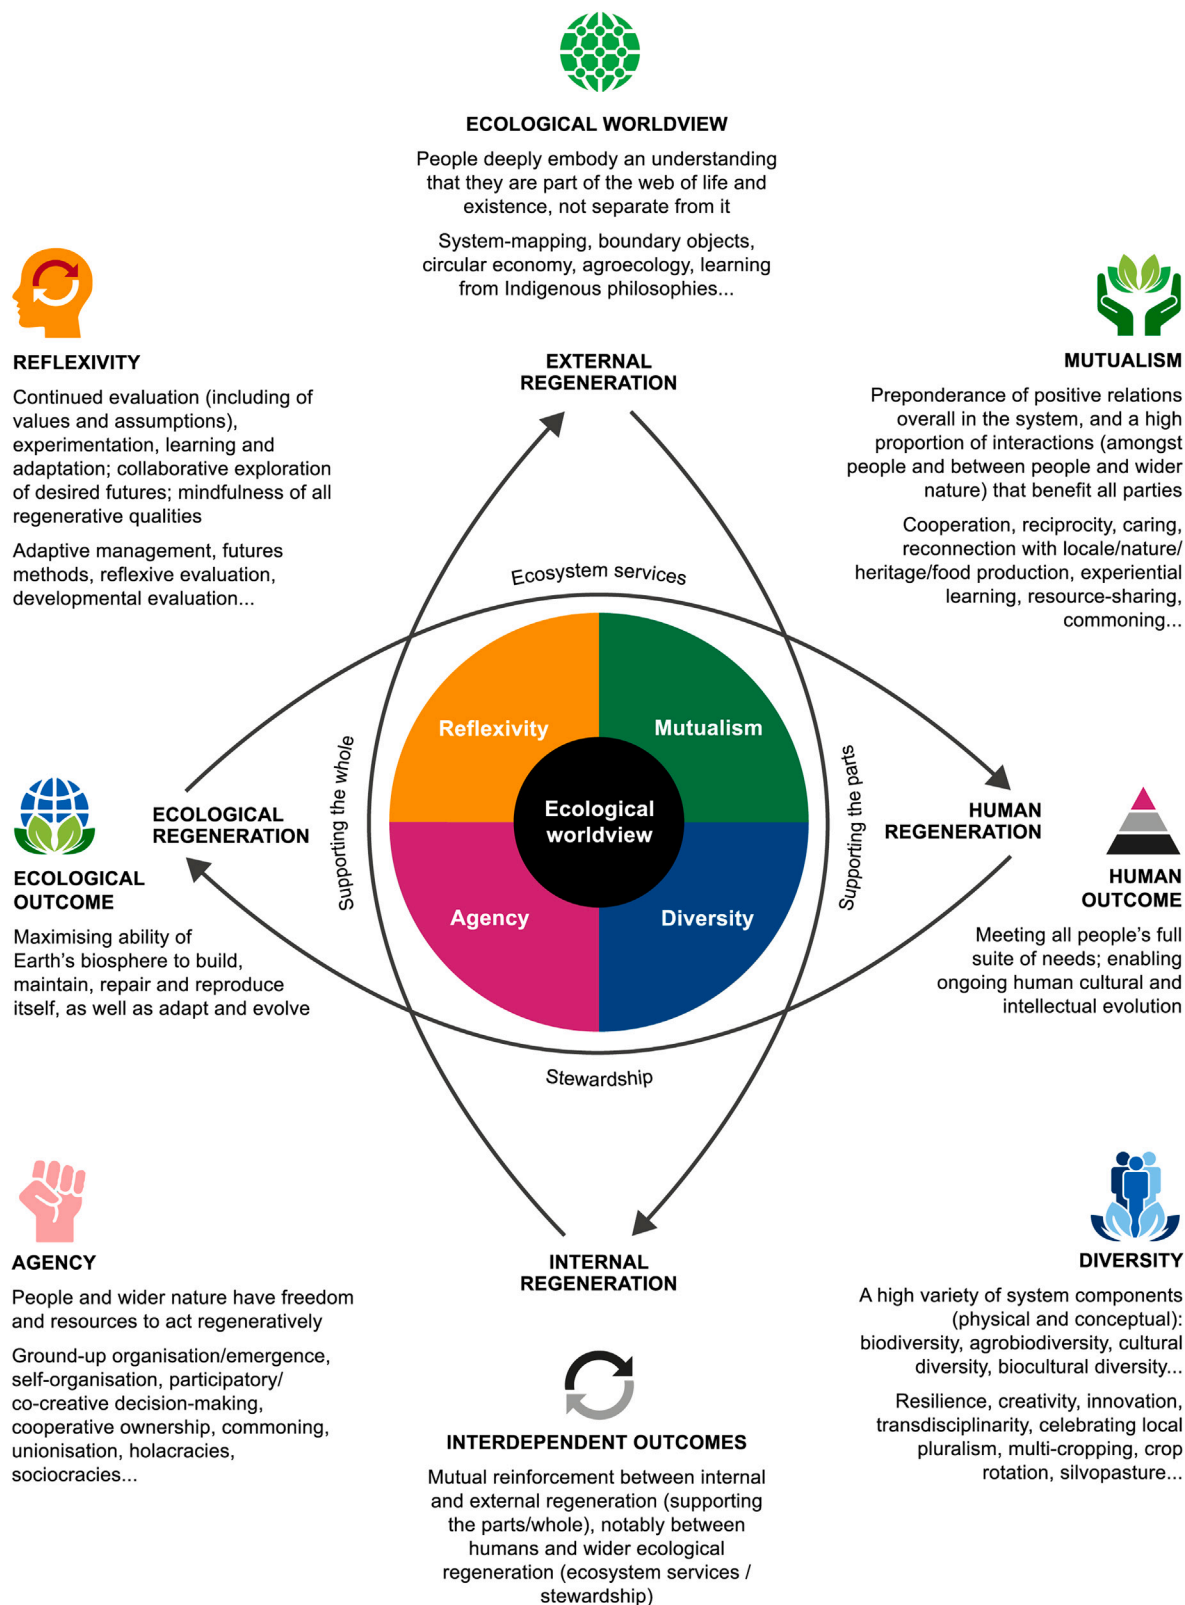 ECOLOGICAL WORLDVIEW
People deeply embody an understanding
that they are part of the web of life and
existence, not separate from it
System-mapping, boundary objects,
circular economy, agroecology, learning
from Indigenous philosophies...
REFLEXIVITY
Continued evaluation (including of
values and assumptions),
experimentation, learning and
adaptation; collaborative exploration
of desired futures; mindfulness of all
regenerative qualities
Adaptive management, futures
methods, reflexive evaluation,
developmental evaluation...
EXTERNAL
REGENERATION
MUTUALISM
Preponderance of positive relations
overall in the system, and a high
proportion of interactions (amongst
people and between people and wider
nature) that benefit all parties
Cooperation, reciprocity, caring,
reconnection with locale/nature/
heritage/food production, experiential
learning, resource-sharing,
commoning...
Ecosystem services
Reflexivity
Mutualism
Supporting the whole
Ecological
worldview
Supporting the parts
Agency
Diversity
Stewardship
ECOLOGICAL
REGENERATION
HUMAN
REGENERATION
ECOLOGICAL
OUTCOME
Maximising ability of
Earth's biosphere to build,
maintain, repair and reproduce
itself, as well as adapt and evolve
HUMAN
OUTCOME
Meeting all people's full
suite of needs; enabling
ongoing human cultural and
intellectual evolution
AGENCY
People and wider nature have freedom
and resources to act regeneratively
Ground-up organisation/emergence,
self-organisation, participatory/
co-creative decision-making,
cooperative ownership, commoning,
unionisation, holacracies,
sociocracies...
INTERNAL
REGENERATION
INTERDEPENDENT OUTCOMES
Mutual reinforcement between internal
and external regeneration (supporting
the parts/whole), notably between
humans and wider ecological
regeneration (ecosystem services /
stewardship)
DIVERSITY
A high variety of system components
(physical and conceptual):
biodiversity, agrobiodiversity, cultural
diversity, biocultural diversity...
Resilience, creativity, innovation,
transdisciplinarity, celebrating local
pluralism, multi-cropping, crop
rotation, silvopasture...